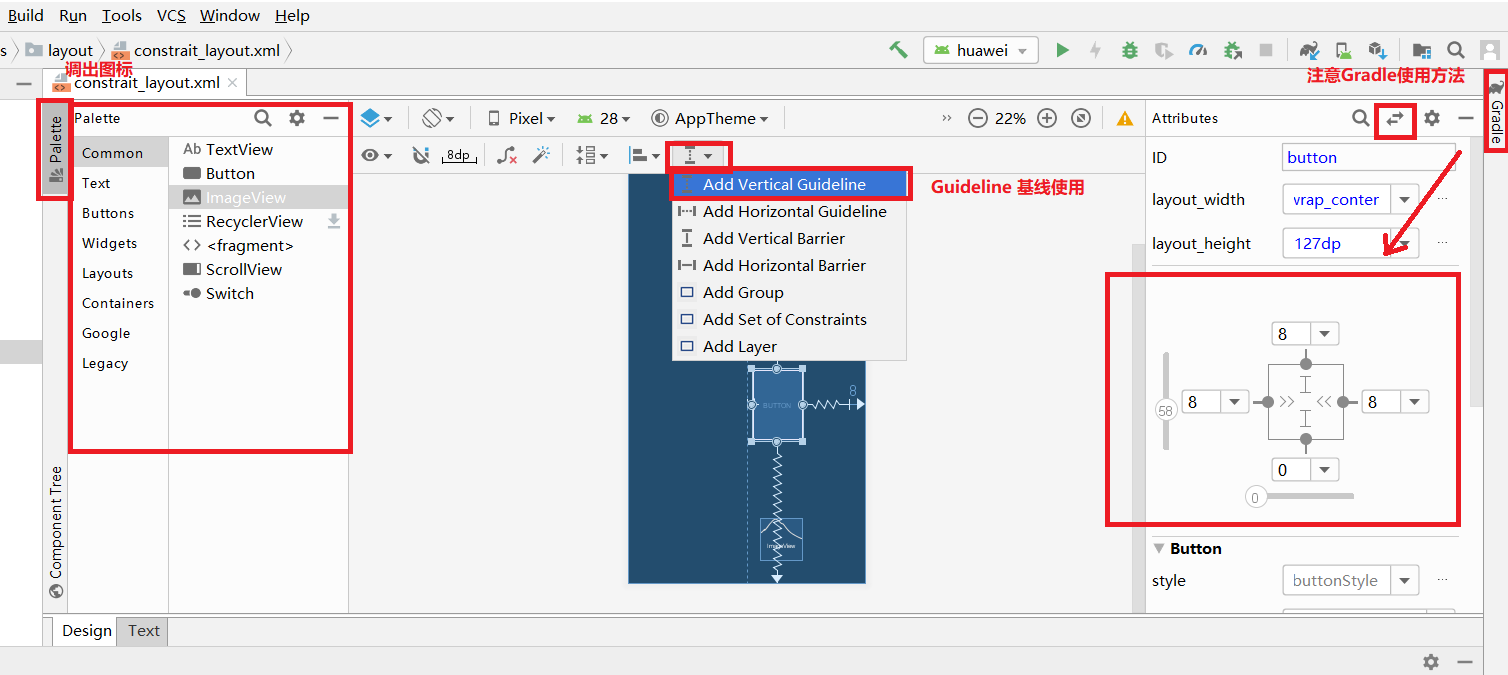 Build Run Tools VCS Window Help
s layout constrait_layout.xml huawei
调出图标
constrait_layout.xml
注意Gradle使用方法
Gradle
Palette
Component Tree
Palette
Common
Text
Buttons
Widgets
Layouts
Containers
Google
Legacy
Ab TextView
Button
ImageView
RecyclerView
<fragment>
ScrollView
Switch
Pixel 28 AppTheme 22%
8dp
Add Vertical Guideline
Add Horizontal Guideline
Add Vertical Barrier
Add Horizontal Barrier
Add Group
Add Set of Constraints
Add Layer
Guideline 基线使用
BUTTON
8
ImageView
Attributes
ID button
layout_width vrap_conter
layout_height 127dp
8
58 8 8
0
0
Button
style buttonStyle
Design Text